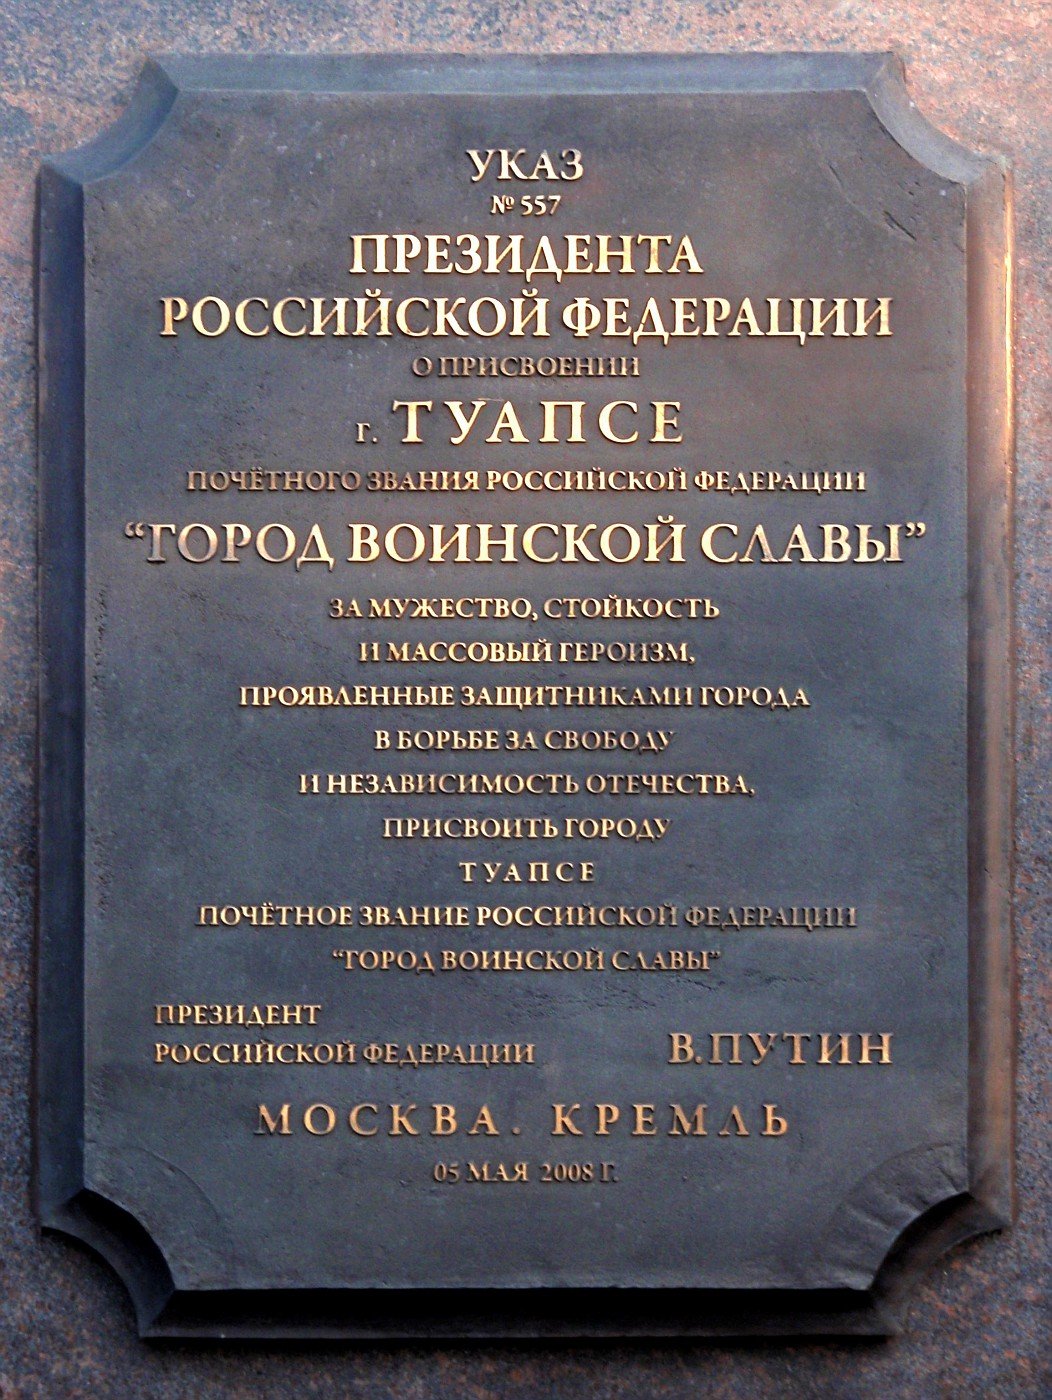 УКАЗ
№ 557
ПРЕЗИДЕНТА
РОССИЙСКОЙ ФЕДЕРАЦИИ
О ПРИСВОЕНИИ
г. ТУАПСЕ
ПОЧЁТНОГО ЗВАНИЯ РОССИЙСКОЙ ФЕДЕРАЦИИ
“ГОРОД ВОИНСКОЙ СЛАВЫ”
ЗА МУЖЕСТВО, СТОЙКОСТЬ
И МАССОВЫЙ ГЕРОИЗМ,
ПРОЯВЛЕННЫЕ ЗАЩИТНИКАМИ ГОРОДА
В БОРЬБЕ ЗА СВОБОДУ
И НЕЗАВИСИМОСТЬ ОТЕЧЕСТВА,
ПРИСВОИТЬ ГОРОДУ
ТУАПСЕ
ПОЧЁТНОЕ ЗВАНИЕ РОССИЙСКОЙ ФЕДЕРАЦИИ
“ГОРОД ВОИНСКОЙ СЛАВЫ”
ПРЕЗИДЕНТ
РОССИЙСКОЙ ФЕДЕРАЦИИ В.ПУТИН
МОСКВА. КРЕМЛЬ
05 МАЯ 2008 Г.